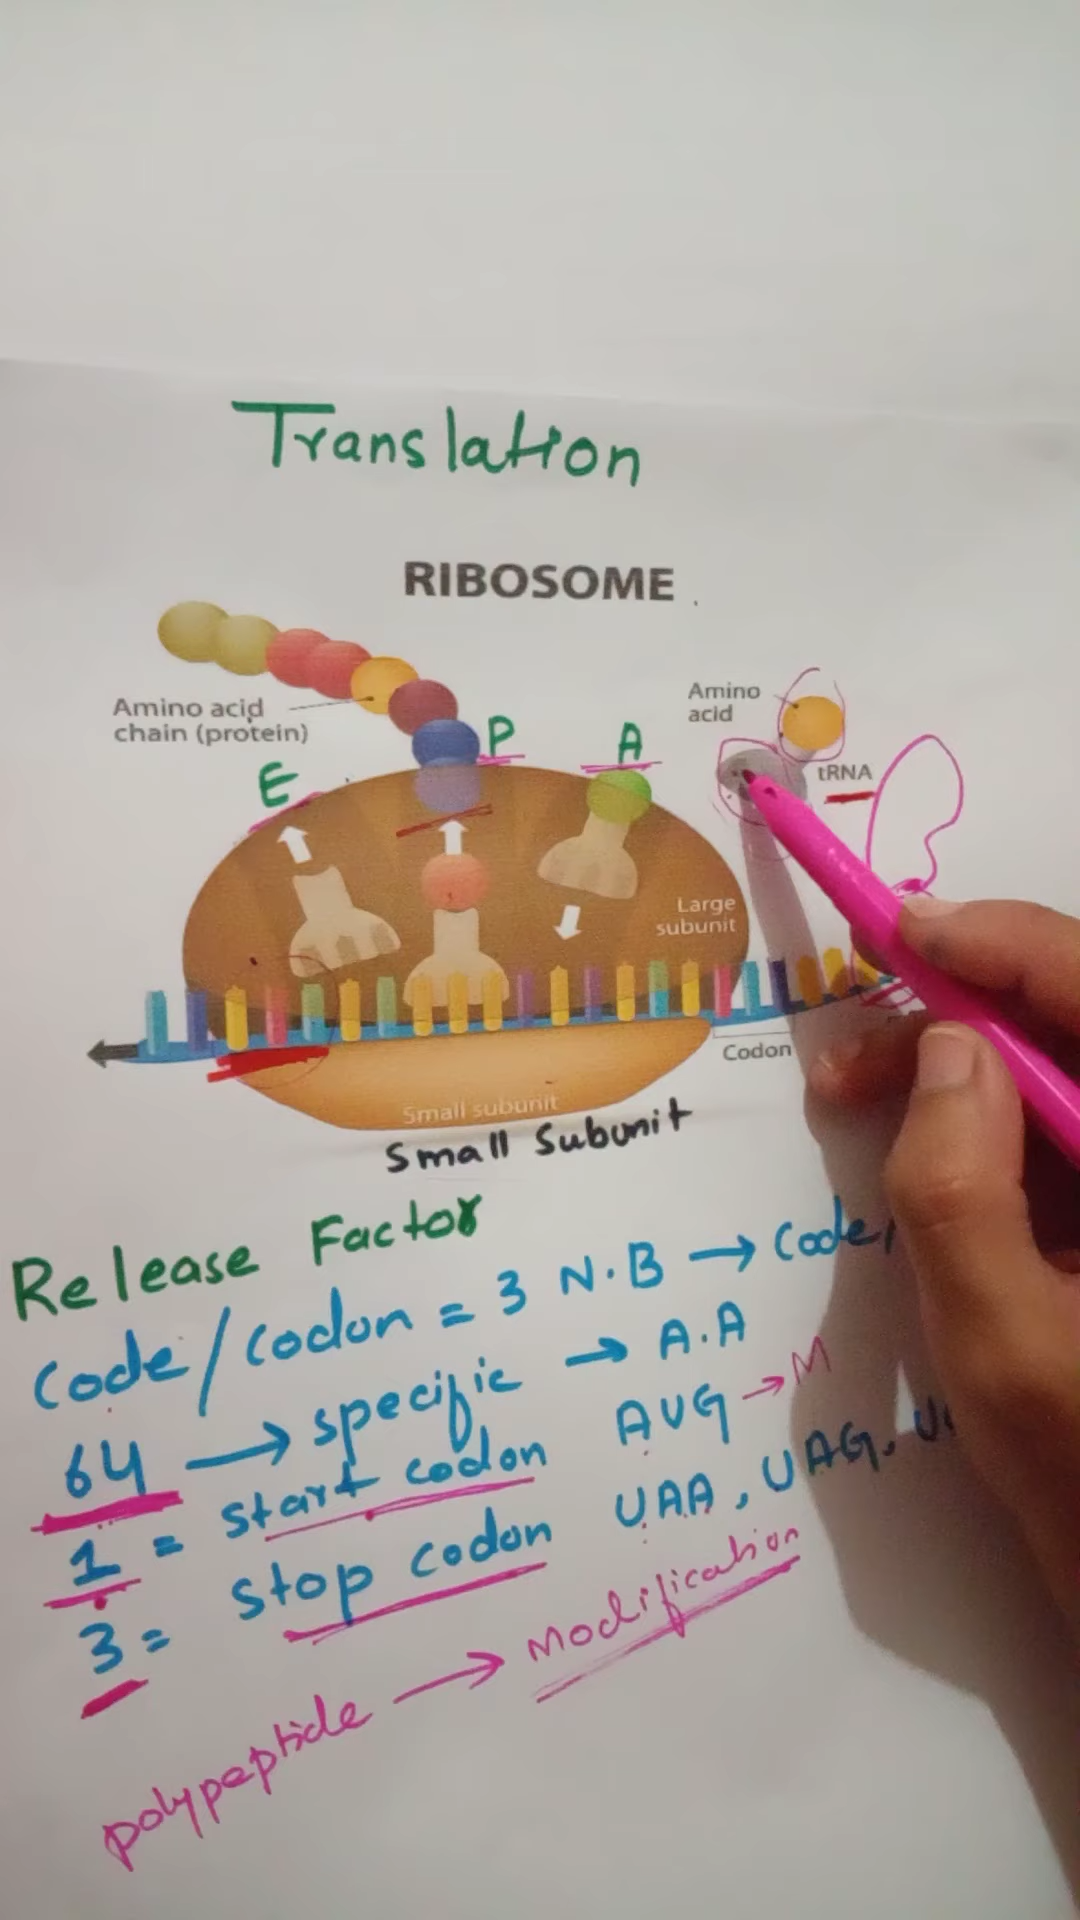 Translation
RIBOSOME
Amino acid
chain (protein)
Amino
acid
P
A
E
tRNA
Large
subunit
Codon
Small subunit
Small Subunit
Release Factor
Code/codon = 3 N.B → Code,
64 → specific → A.A
1 = start codon AUG → M
3 = stop codon UAA, UAG,
polypeptide → Modification